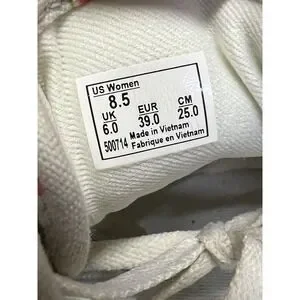 US Women
8.5
UK EUR CM
6.0 39.0 25.0
500714 Made in Vietnam
Fabriqué en Vietnam